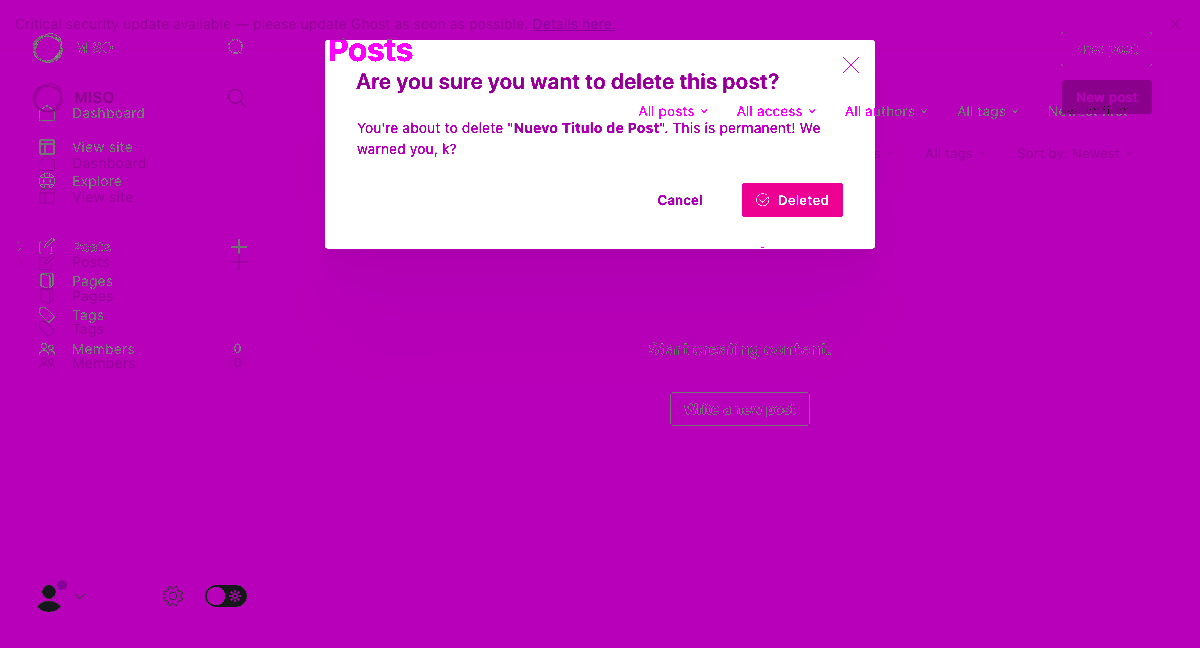 Critical security update available — please update Ghost as soon as possible. Details here.
MISO
New post
Posts
Are you sure you want to delete this post?
MISO
New post
Dashboard
All posts
All access
All authors
All tags
Newest first
You're about to delete "Nuevo Titulo de Post". This is permanent! We
warned you, k?
View site
All tags
Sort by: Newest
Dashboard
Explore
View site
Cancel
Deleted
Posts
Posts
Pages
Pages
Tags
Tags
Members
0
Members
0
Start creating content.
Write a new post